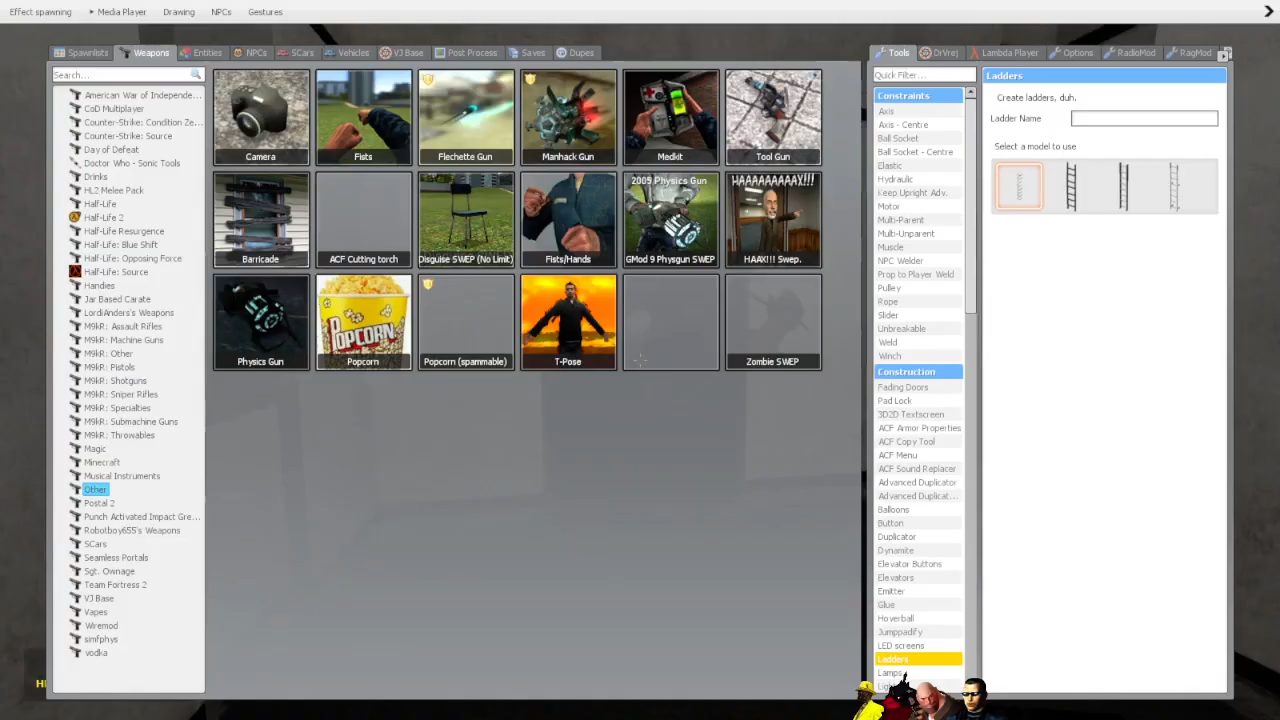 Effect spawning
Media Player
Drawing
NPCs
Gestures
Spawnlists
Weapons
Entities
NPCs
SCars
Vehicles
VJ Base
Post Process
Saves
Dupes
Search...
American War of Independe...
CoD Multiplayer
Counter-Strike: Condition Ze...
Counter-Strike: Source
Day of Defeat
Doctor Who - Sonic Tools
Drinks
HL2 Melee Pack
Half-Life
Half-Life 2
Half-Life Resurgence
Half-Life: Blue Shift
Half-Life: Opposing Force
Half-Life: Source
Handies
Jar Based Carate
LordiAnders's Weapons
M9kR: Assault Rifles
M9kR: Machine Guns
M9kR: Other
M9kR: Pistols
M9kR: Shotguns
M9kR: Sniper Rifles
M9kR: Specialties
M9kR: Submachine Guns
M9kR: Throwables
Magic
Minecraft
Musical Instruments
Other
Postal 2
Punch Activated Impact Gre...
Robotboy655's Weapons
SCars
Seamless Portals
Sgt. Ownage
Team Fortress 2
VJ Base
Vapes
Wiremod
simfphys
vodka
Camera
Fists
Flechette Gun
Manhack Gun
Medkit
Tool Gun
Barricade
ACF Cutting torch
Disguise SWEP (No Limit)
Fists/Hands
2005 Physics Gun
GMod 9 Physgun SWEP
HAAAAAAAAX!!!
HAAX!!! Swep.
Physics Gun
POPCORN
Popcorn
Popcorn (spammable)
T-Pose
Zombie SWEP
Tools
DrVrej
Lambda Player
Options
RadioMod
RagMod
Quick Filter...
Constraints
Axis
Axis - Centre
Ball Socket
Ball Socket - Centre
Elastic
Hydraulic
Keep Upright Adv.
Motor
Multi-Parent
Multi-Unparent
Muscle
NPC Welder
Prop to Player Weld
Pulley
Rope
Slider
Unbreakable
Weld
Winch
Construction
Fading Doors
Pad Lock
3D2D Textscreen
ACF Armor Properties
ACF Copy Tool
ACF Menu
ACF Sound Replacer
Advanced Duplicator
Advanced Duplicat...
Balloons
Button
Duplicator
Dynamite
Elevator Buttons
Elevators
Emitter
Glue
Hoverball
Jumppadify
LED screens
Ladders
Lamps
Ladders
Create ladders, duh.
Ladder Name
Select a model to use